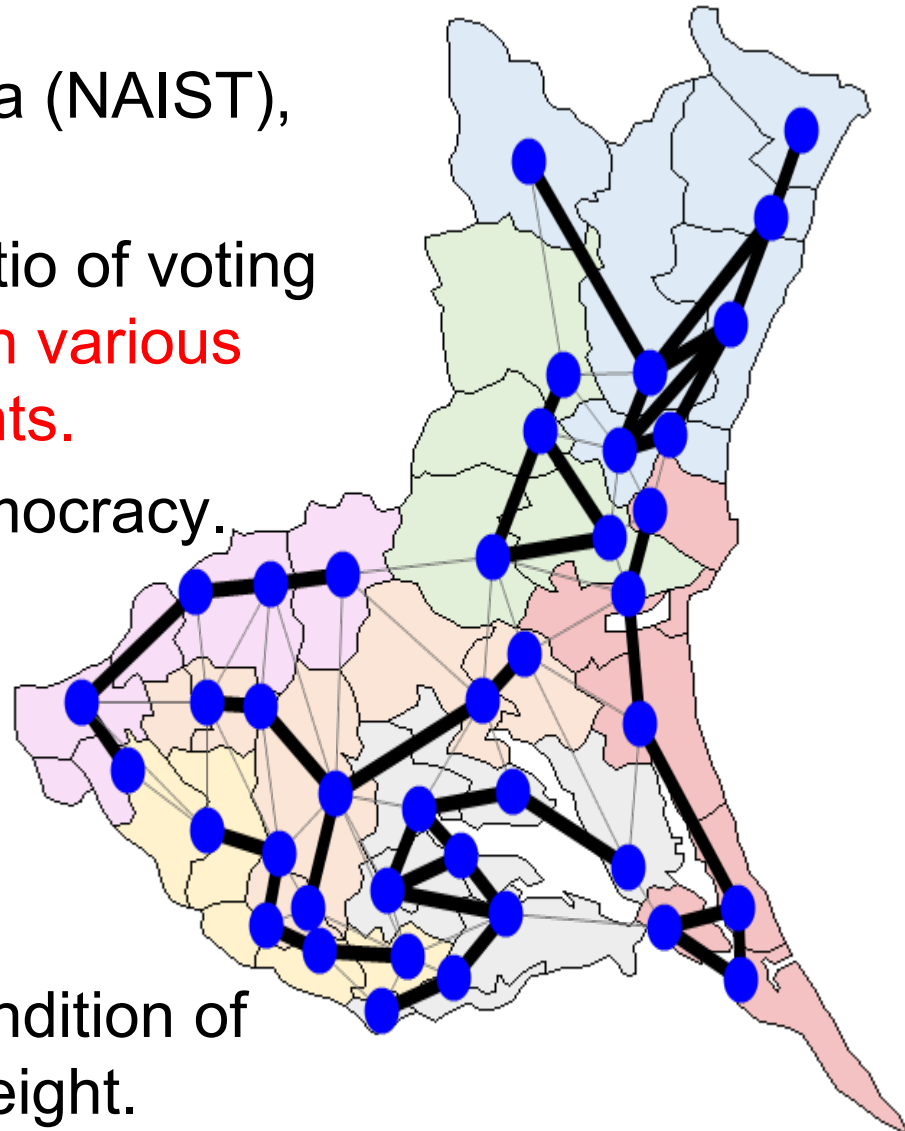 a (NAIST),
tio of voting
n various
nts.
nocracy.
ndition of
eight.